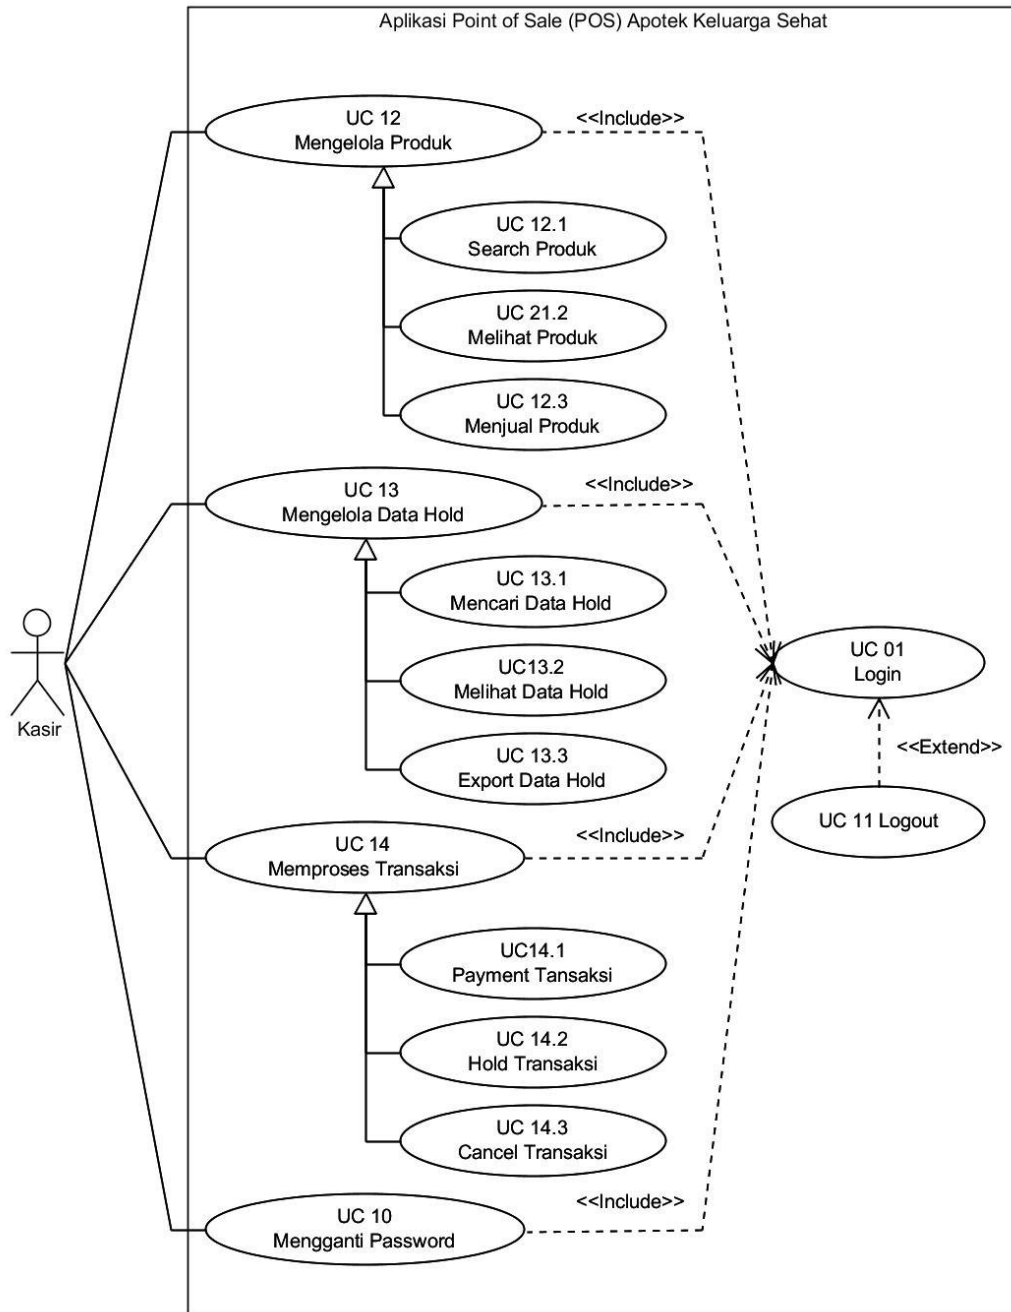 Aplikasi Point of Sale (POS) Apotek Keluarga Sehat
UC 12
Mengelola Produk
<<Include>>
UC 12.1
Search Produk
UC 21.2
Melihat Produk
UC 12.3
Menjual Produk
UC 13
Mengelola Data Hold
<<Include>>
UC 13.1
Mencari Data Hold
UC13.2
Melihat Data Hold
UC 13.3
Export Data Hold
Kasir
UC 01
Login
<<Extend>>
UC 11 Logout
UC 14
Memproses Transaksi
<<Include>>
UC14.1
Payment Tansaksi
UC 14.2
Hold Transaksi
UC 14.3
Cancel Transaksi
UC 10
Mengganti Password
<<Include>>